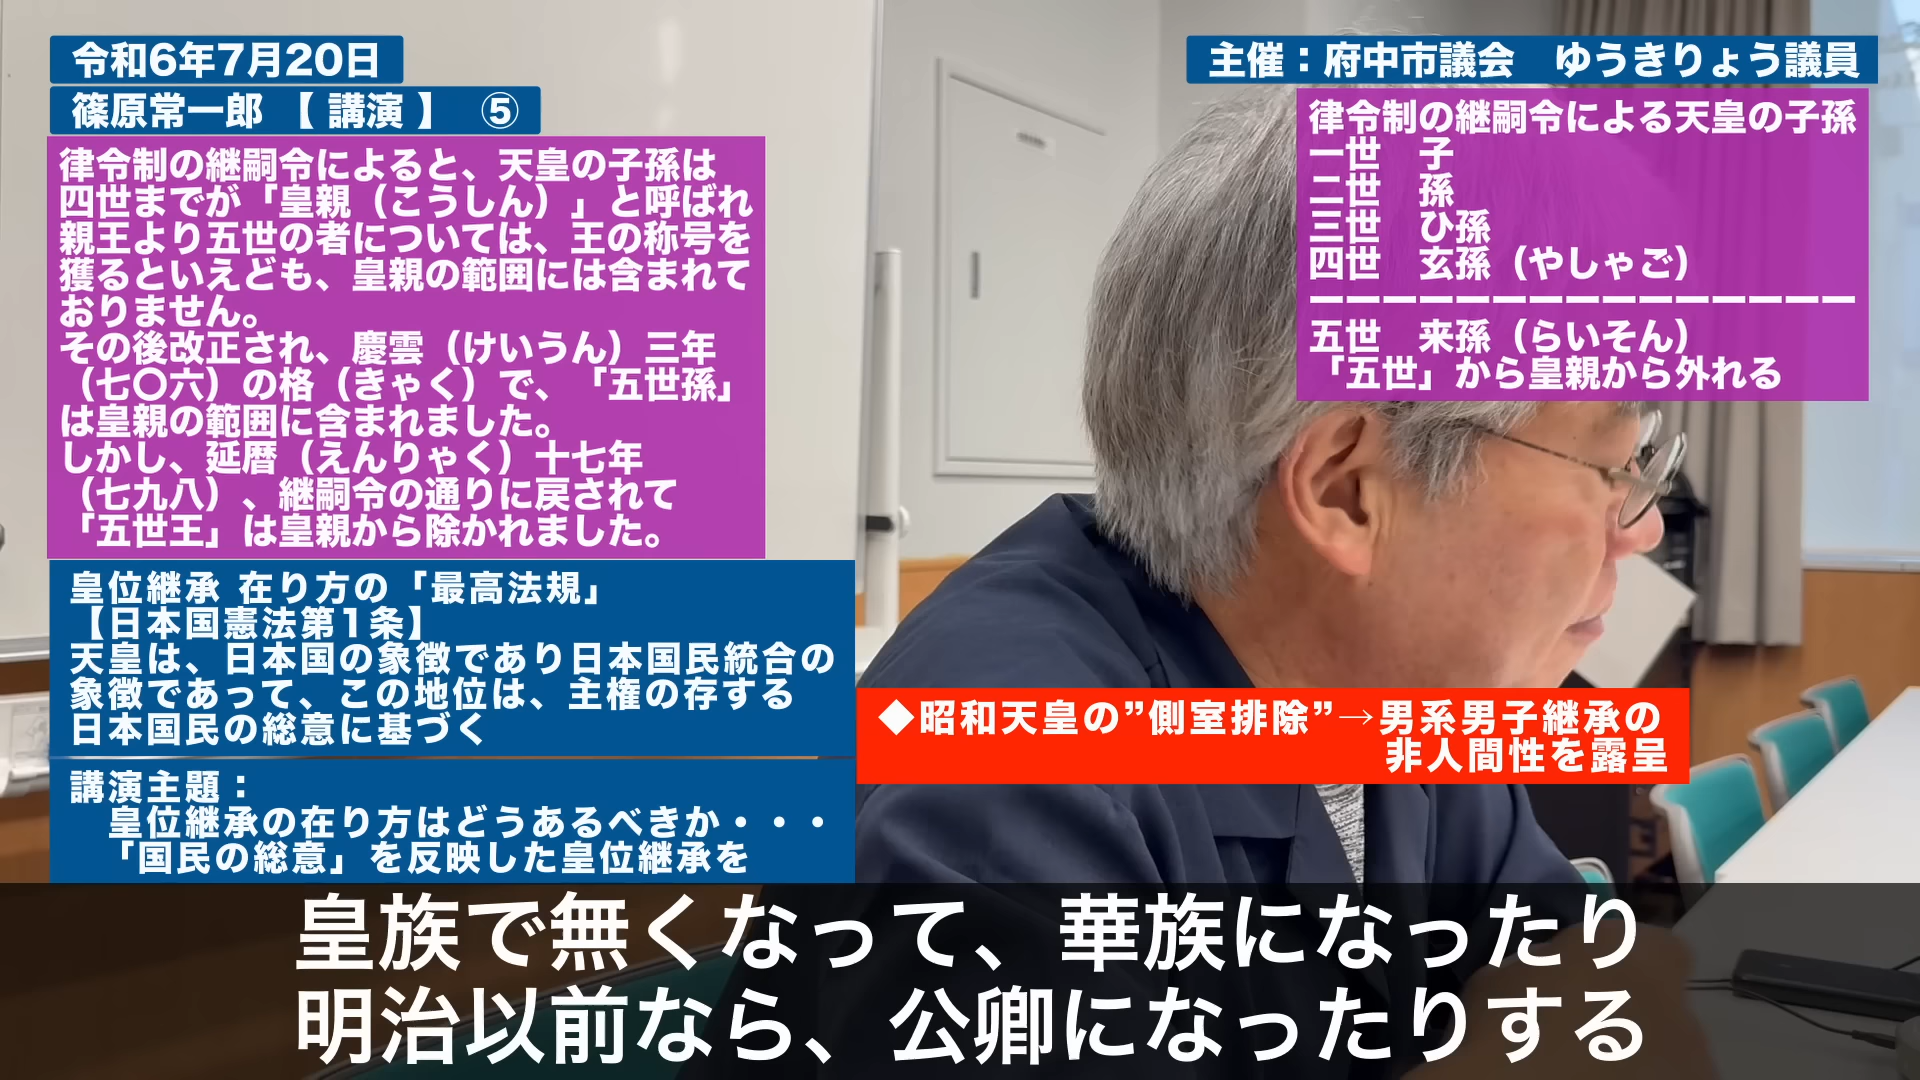 令和6年7月20日
篠原常一郎 【 講演 】 ⑤
律令制の継嗣令によると、天皇の子孫は
四世までが「皇親（こうしん）」と呼ばれ
親王より五世の者については、王の称号を
獲るといえども、皇親の範囲には含まれて
おりません。
その後改正され、慶雲（けいうん）三年
（七〇六）の格（きゃく）で、「五世孫」
は皇親の範囲に含まれました。
しかし、延暦（えんりゃく）十七年
（七九八）、継嗣令の通りに戻されて
「五世王」は皇親から除かれました。
皇位継承 在り方の「最高法規」
【日本国憲法第1条】
天皇は、日本国の象徴であり日本国民統合の
象徴であって、この地位は、主権の存する
日本国民の総意に基づく
講演主題：
皇位継承の在り方はどうあるべきか・・・
「国民の総意」を反映した皇位継承を
主催：府中市議会 ゆうきりょう議員
律令制の継嗣令による天皇の子孫
一世 子
二世 孫
三世 ひ孫
四世 玄孫（やしゃご）
ーーーーーーーーーーーーーーー
五世 来孫（らいそん）
「五世」から皇親から外れる
◆昭和天皇の”側室排除”→男系男子継承の
非人間性を露呈
皇族で無くなって、華族になったり
明治以前なら、公卿になったりする